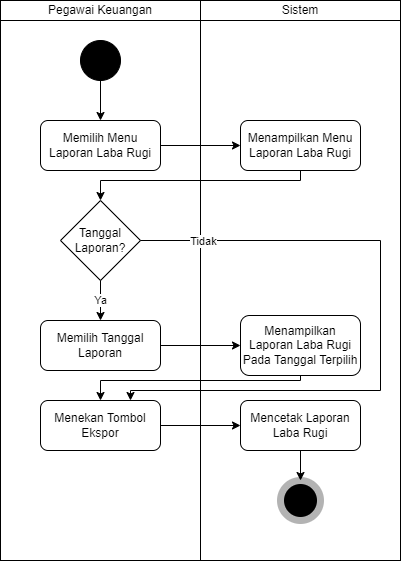 Pegawai Keuangan
Sistem
Memilih Menu
Laporan Laba Rugi
Menampilkan Menu
Laporan Laba Rugi
Tanggal
Laporan?
Tidak
Ya
Memilih Tanggal
Laporan
Menampilkan
Laporan Laba Rugi
Pada Tanggal Terpilih
Menekan Tombol
Ekspor
Mencetak Laporan
Laba Rugi